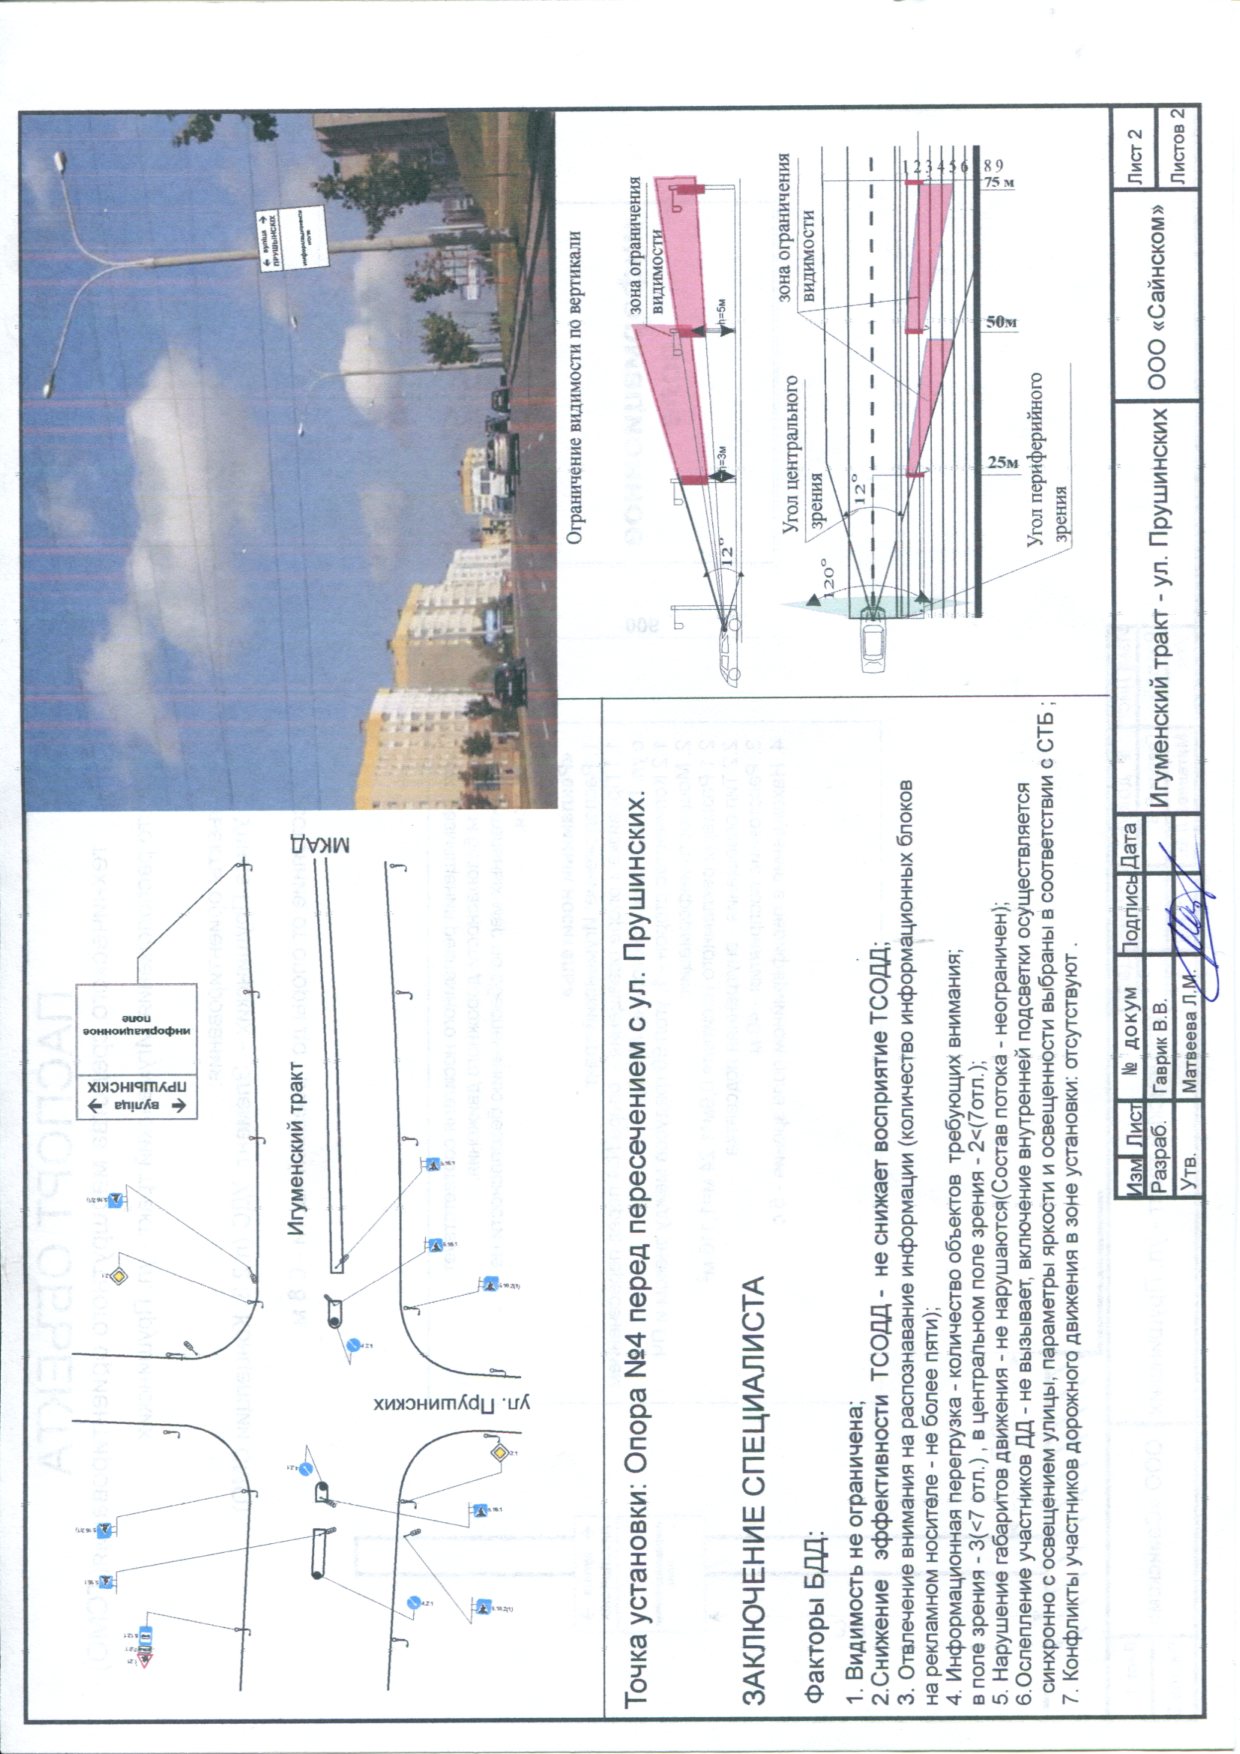 МКАД
информационное
поле
вуліца
ПРУШЫНСКІХ
Игуменский тракт
ул. Прушинских
вуліца
ПРУШЫНСКІХ
поле
Ограничение видимости по вертикали
зона ограничения
видимости
h=3м
h=5м
12°
зона ограничения
видимости
Угол центрального
зрения
12°
120°
1 2 3 4 5 6 8 9
25м
50м
75 м
Угол периферийного
зрения
Точка установки: Опора №4 перед пересечением с ул. Прушинских.
ЗАКЛЮЧЕНИЕ СПЕЦИАЛИСТА
Факторы БДД:
1. Видимость не ограничена;
2.Снижение эффективности ТСОДД - не снижает восприятие ТСОДД;
3. Отвлечение внимания на распознавание информации (количество информационных блоков
на рекламном носителе - не более пяти);
4. Информационная перегрузка - количество объектов требующих внимания;
в поле зрения - 3(<7 отл.) , в центральном поле зрения - 2<(7отл.);
5. Нарушение габаритов движения - не нарушаются(Состав потока - неограничен);
6.Ослепление участников ДД - не вызывает, включение внутренней подсветки осуществляется
синхронно с освещением улицы, параметры яркости и освещенности выбраны в соответствии с СТБ ;
7. Конфликты участников дорожного движения в зоне установки: отсутствуют .
Изм Лист № докум Подпись Дата
Разраб. Гаврик В.В.
Утв. Матвеева Л.М.
Игуменский тракт - ул. Прушинских
ООО «Сайнском»
Лист 2
Листов 2